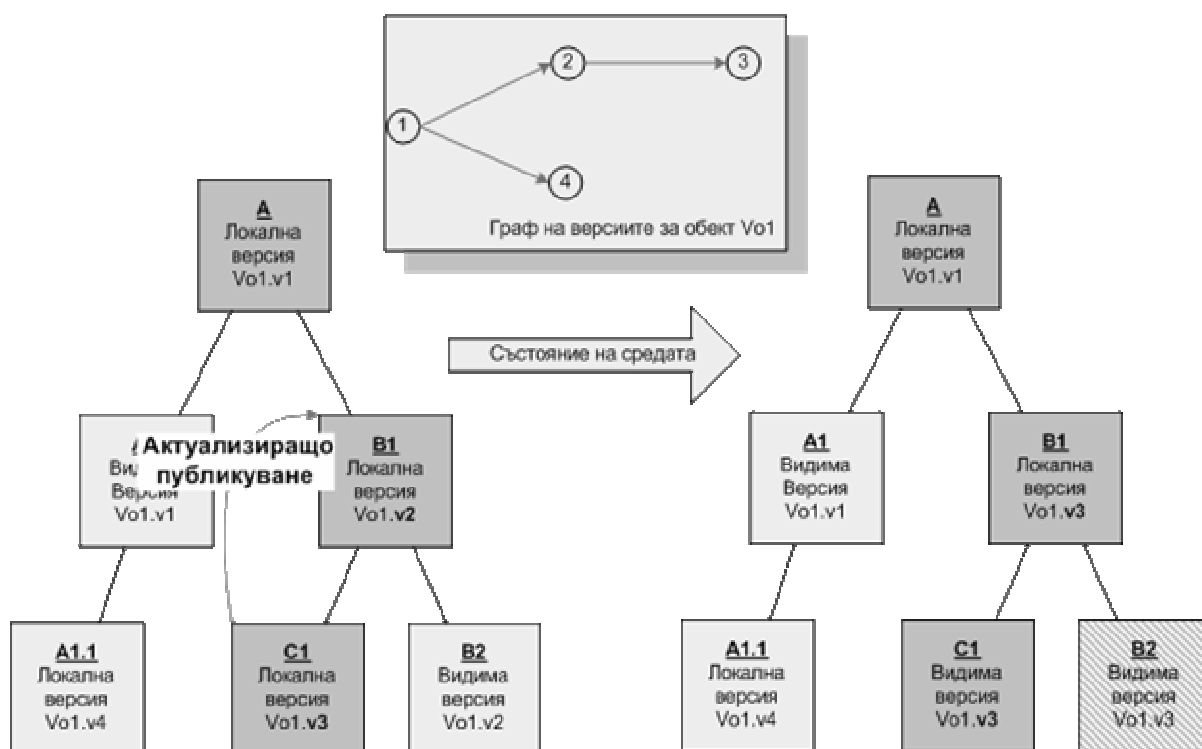 2
3
1
4
Граф на версиите за обект Vo1
A
Локална
версия
Vo1.v1
A
Локална
версия
Vo1.v1
Състояние на средата
Актуализиращо
публикуване
Версия
Vo1.v1
B1
Локална
версия
Vo1.v2
A1
Видима
Версия
Vo1.v1
B1
Локална
версия
Vo1.v3
A1.1
Локална
версия
Vo1.v4
C1
Локална
версия
Vo1.v3
B2
Видима
версия
Vo1.v2
A1.1
Локална
версия
Vo1.v4
C1
Видима
версия
Vo1.v3
B2
Видима
версия
Vo1.v3